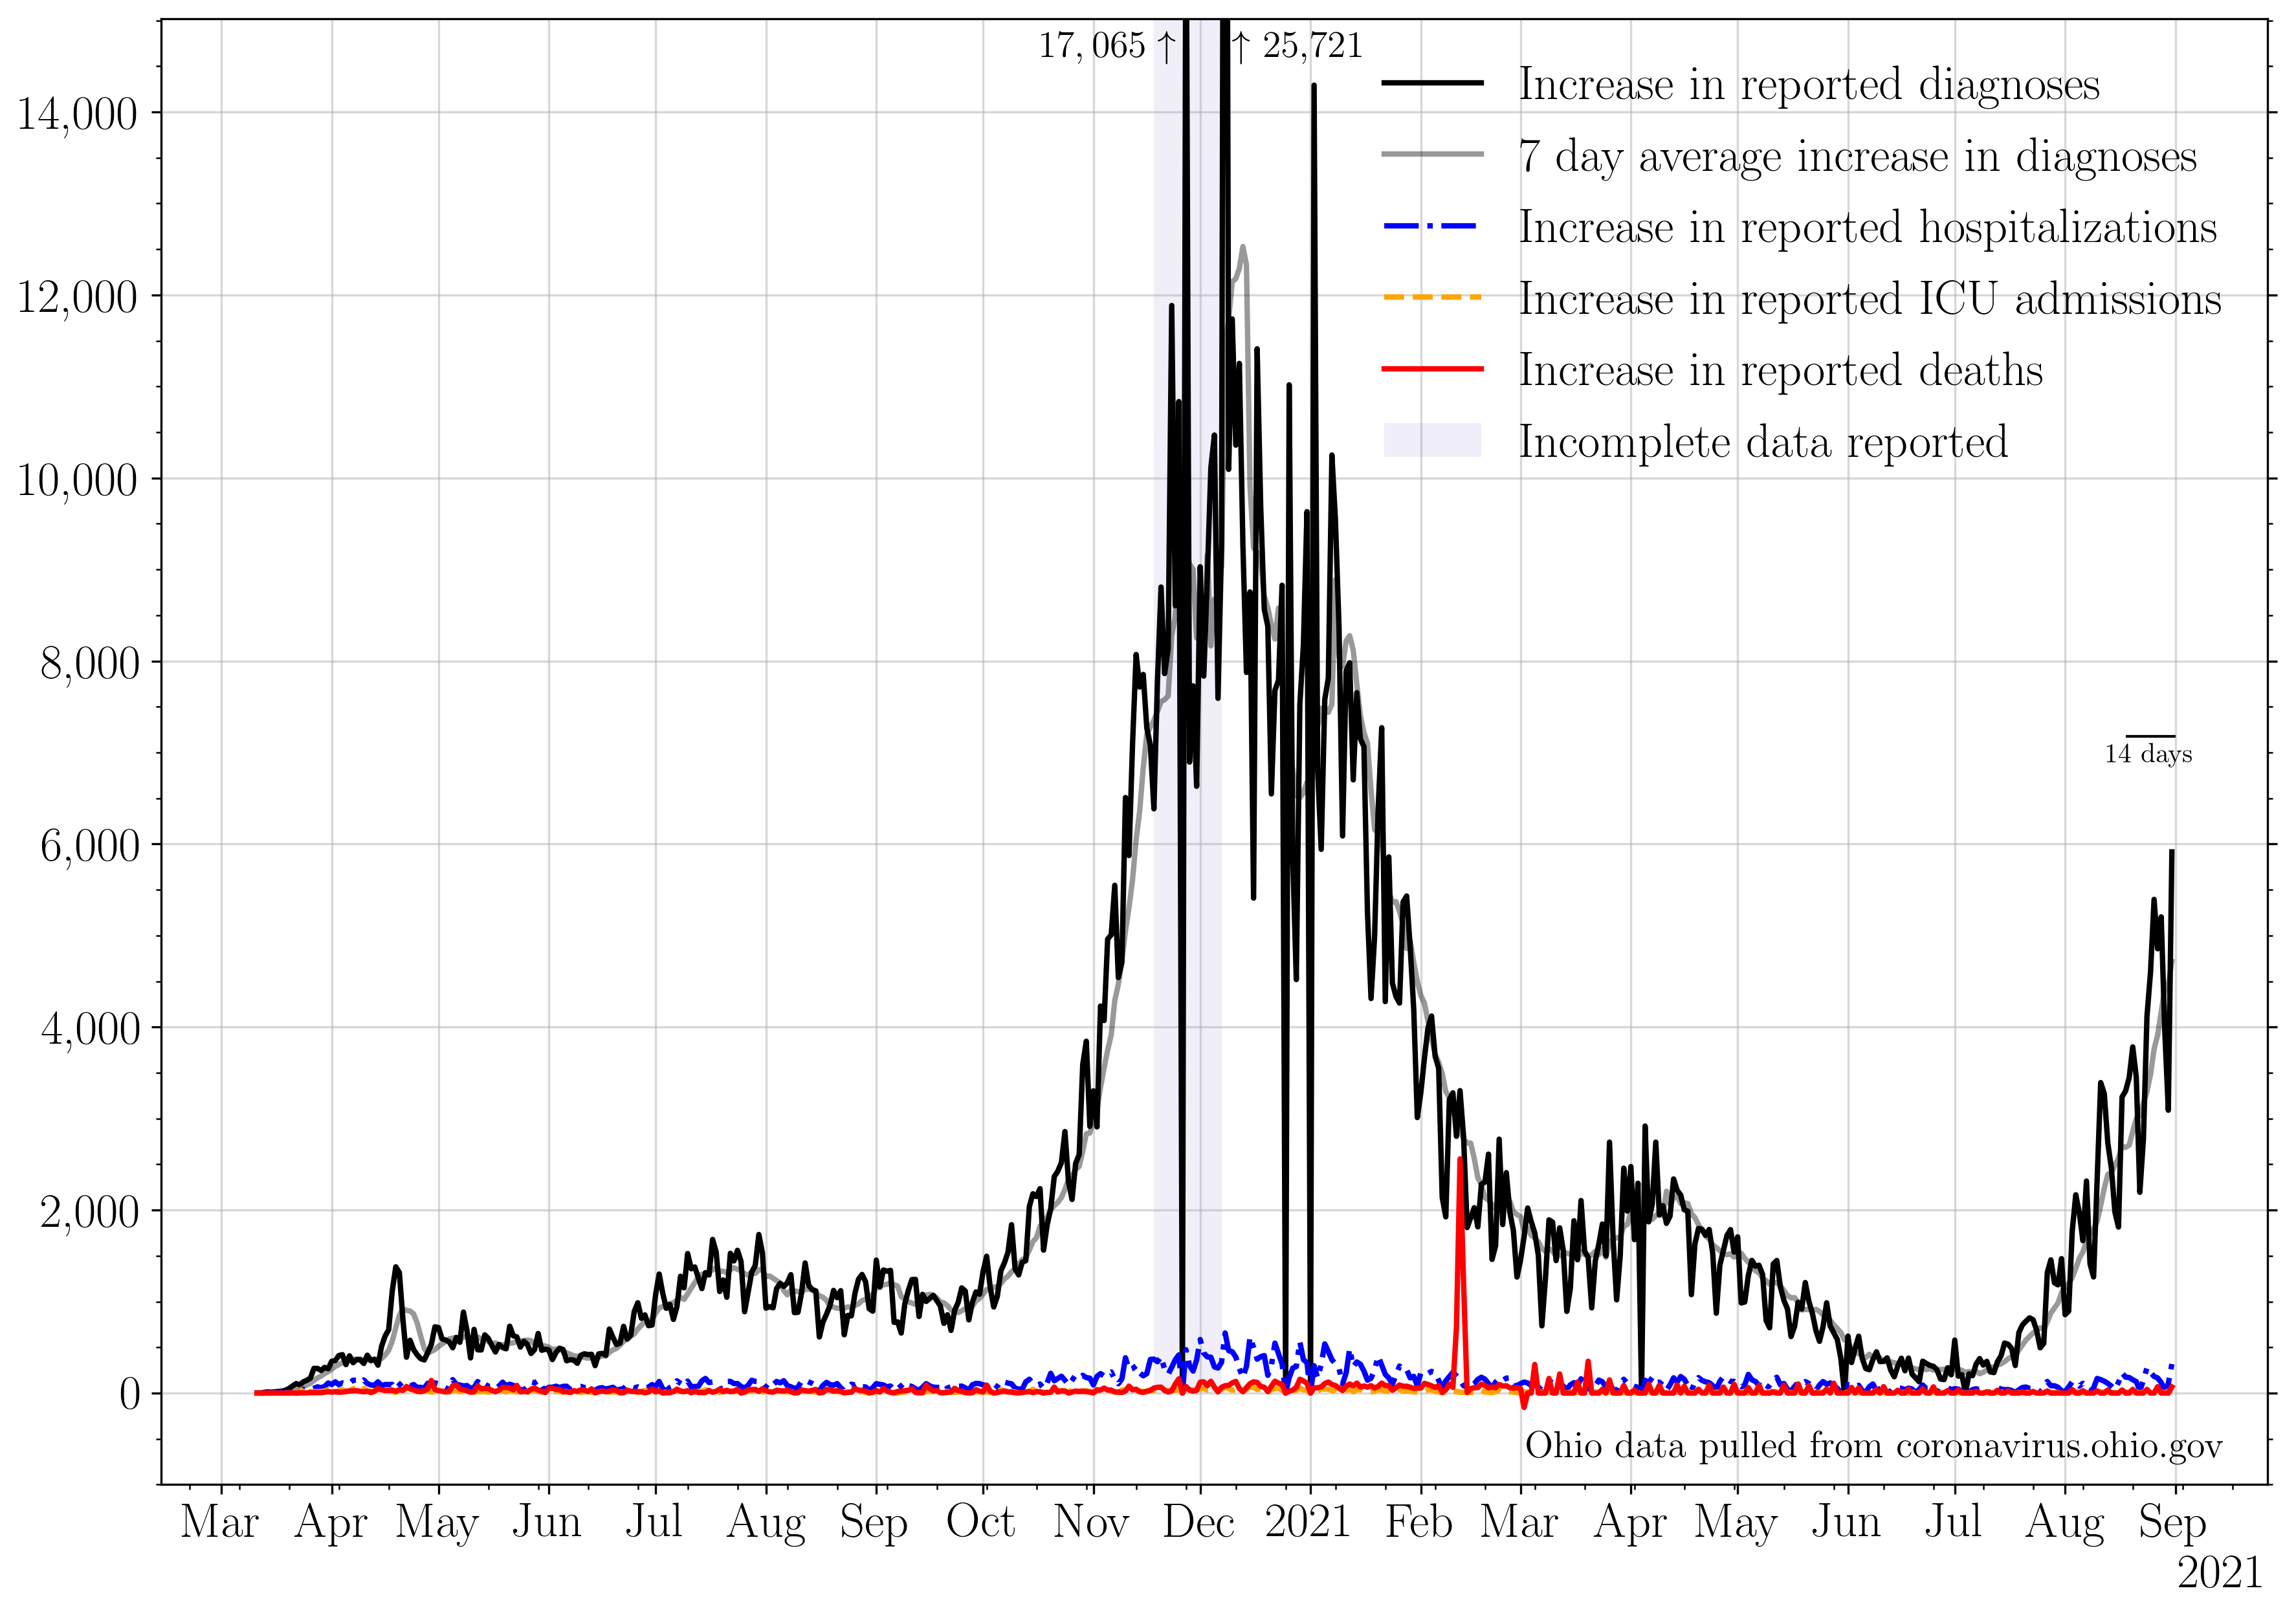 17,065 ↑ ↑ 25,721
Increase in reported diagnoses
7 day average increase in diagnoses
Increase in reported hospitalizations
Increase in reported ICU admissions
Increase in reported deaths
Incomplete data reported
14,000
12,000
10,000
8,000
6,000
4,000
2,000
0
14 days
Ohio data pulled from coronavirus.ohio.gov
Mar Apr May Jun Jul Aug Sep Oct Nov Dec 2021 Feb Mar Apr May Jun Jul Aug Sep
2021